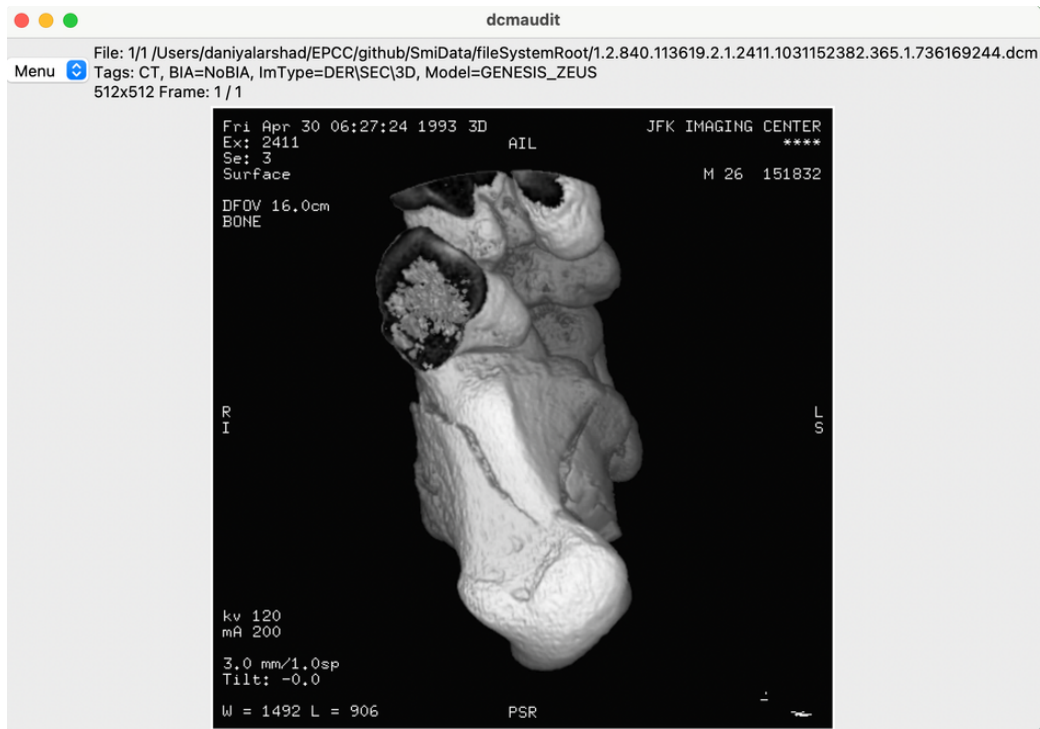 dcmaudit
File: 1/1 /Users/daniyalarshad/EPCC/github/SmiData/fileSystemRoot/1.2.840.113619.2.1.2411.1031152382.365.1.736169244.dcm
Menu
Tags: CT, BIA=NoBIA, ImType=DER\SEC\3D, Model=GENESIS_ZEUS
512x512 Frame: 1 / 1
Fri Apr 30 06:27:24 1993 3D
JFK IMAGING CENTER
Ex: 2411
AIL
****
Se: 3
Surface
M 26 151832
DFOV 16.0cm
BONE
R
I
L
S
kv 120
mA 200
3.0 mm/1.0sp
Tilt: -0.0
W = 1492 L = 906
PSR